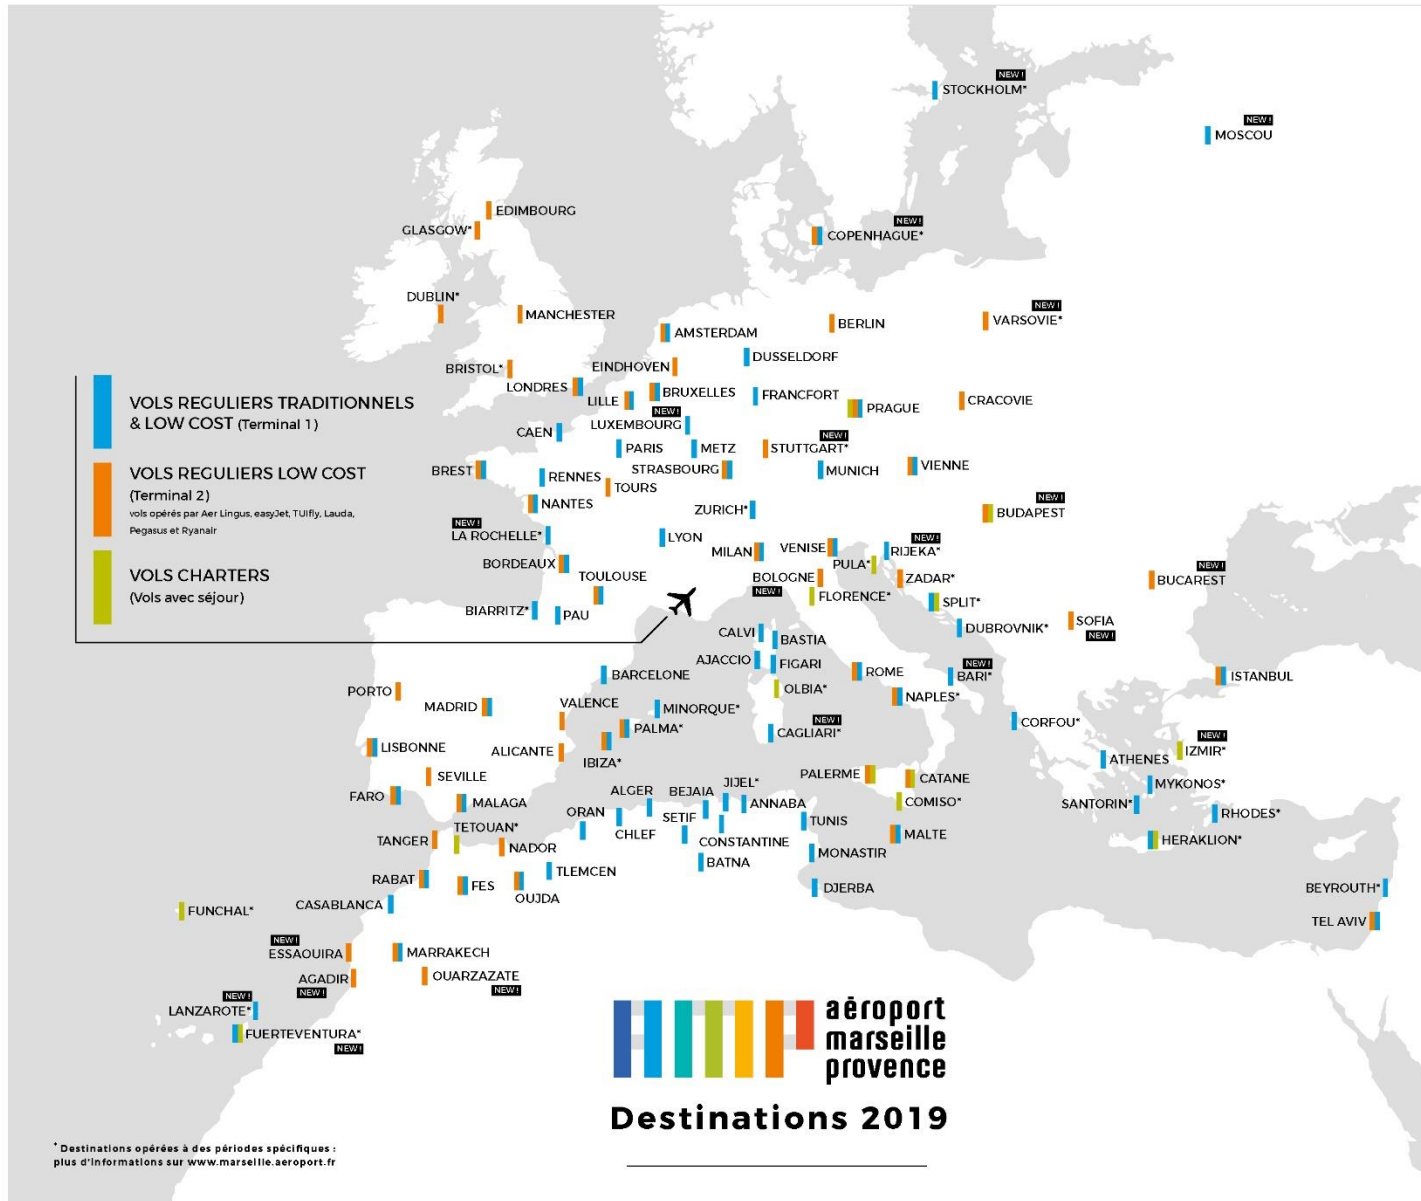 NEW !
STOCKHOLM*
NEW !
MOSCOU
EDIMBOURG
GLASGOW*
NEW !
COPENHAGUE*
DUBLIN*
MANCHESTER
NEW !
VARSOVIE*
BERLIN
AMSTERDAM
DUSSELDORF
BRISTOL*
EINDHOVEN
LONDRES
LILLE
BRUXELLES
FRANCFORT
PRAGUE
CRACOVIE
NEW !
LUXEMBOURG
CAEN
PARIS
METZ
NEW !
STUTTGART*
BREST
RENNES
STRASBOURG
MUNICH
VIENNE
TOURS
NANTES
ZURICH*
NEW !
BUDAPEST
NEW !
LA ROCHELLE*
LYON
MILAN
VENISE
NEW !
RIJEKA*
PULA*
BORDEAUX
TOULOUSE
BOLOGNE
NEW !
ZADAR*
NEW !
BUCAREST
FLORENCE*
SPLIT*
BIARRITZ*
PAU
DUBROVNIK*
SOFIA
NEW !
CALVI
BASTIA
AJACCIO
FIGARI
BARCELONE
ROME
NEW !
BARI*
ISTANBUL
PORTO
OLBIA*
NAPLES*
MADRID
VALENCE
MINORQUE*
PALMA*
NEW !
CAGLIARI*
CORFOU*
LISBONNE
ALICANTE
IBIZA*
NEW !
IZMIR*
ATHENES
SEVILLE
PALERME
CATANE
MYKONOS*
FARO
MALAGA
ALGER
BEJAIA
JIJEL*
ANNABA
COMISO*
SANTORIN*
RHODES*
TETOUAN*
ORAN
CHLEF
SETIF
CONSTANTINE
TUNIS
MALTE
HERAKLION*
TANGER
NADOR
BATNA
MONASTIR
TLEMCEN
RABAT
FES
OUJDA
DJERBA
BEYROUTH*
FUNCHAL*
CASABLANCA
TEL AVIV
NEW !
ESSAOUIRA
MARRAKECH
AGADIR
NEW !
OUARZAZATE
NEW !
NEW !
LANZAROTE*
FUERTEVENTURA*
NEW !
VOLS REGULIERS TRADITIONNELS
& LOW COST (Terminal 1)
VOLS REGULIERS LOW COST
(Terminal 2)
vols opérés par Aer Lingus, easyJet, TUIfly, Lauda,
Pegasus et Ryanair
VOLS CHARTERS
(Vols avec séjour)
AMP
aéroport
marseille
provence
Destinations 2019
* Destinations opérées à des périodes spécifiques :
plus d'informations sur www.marseille.aeroport.fr